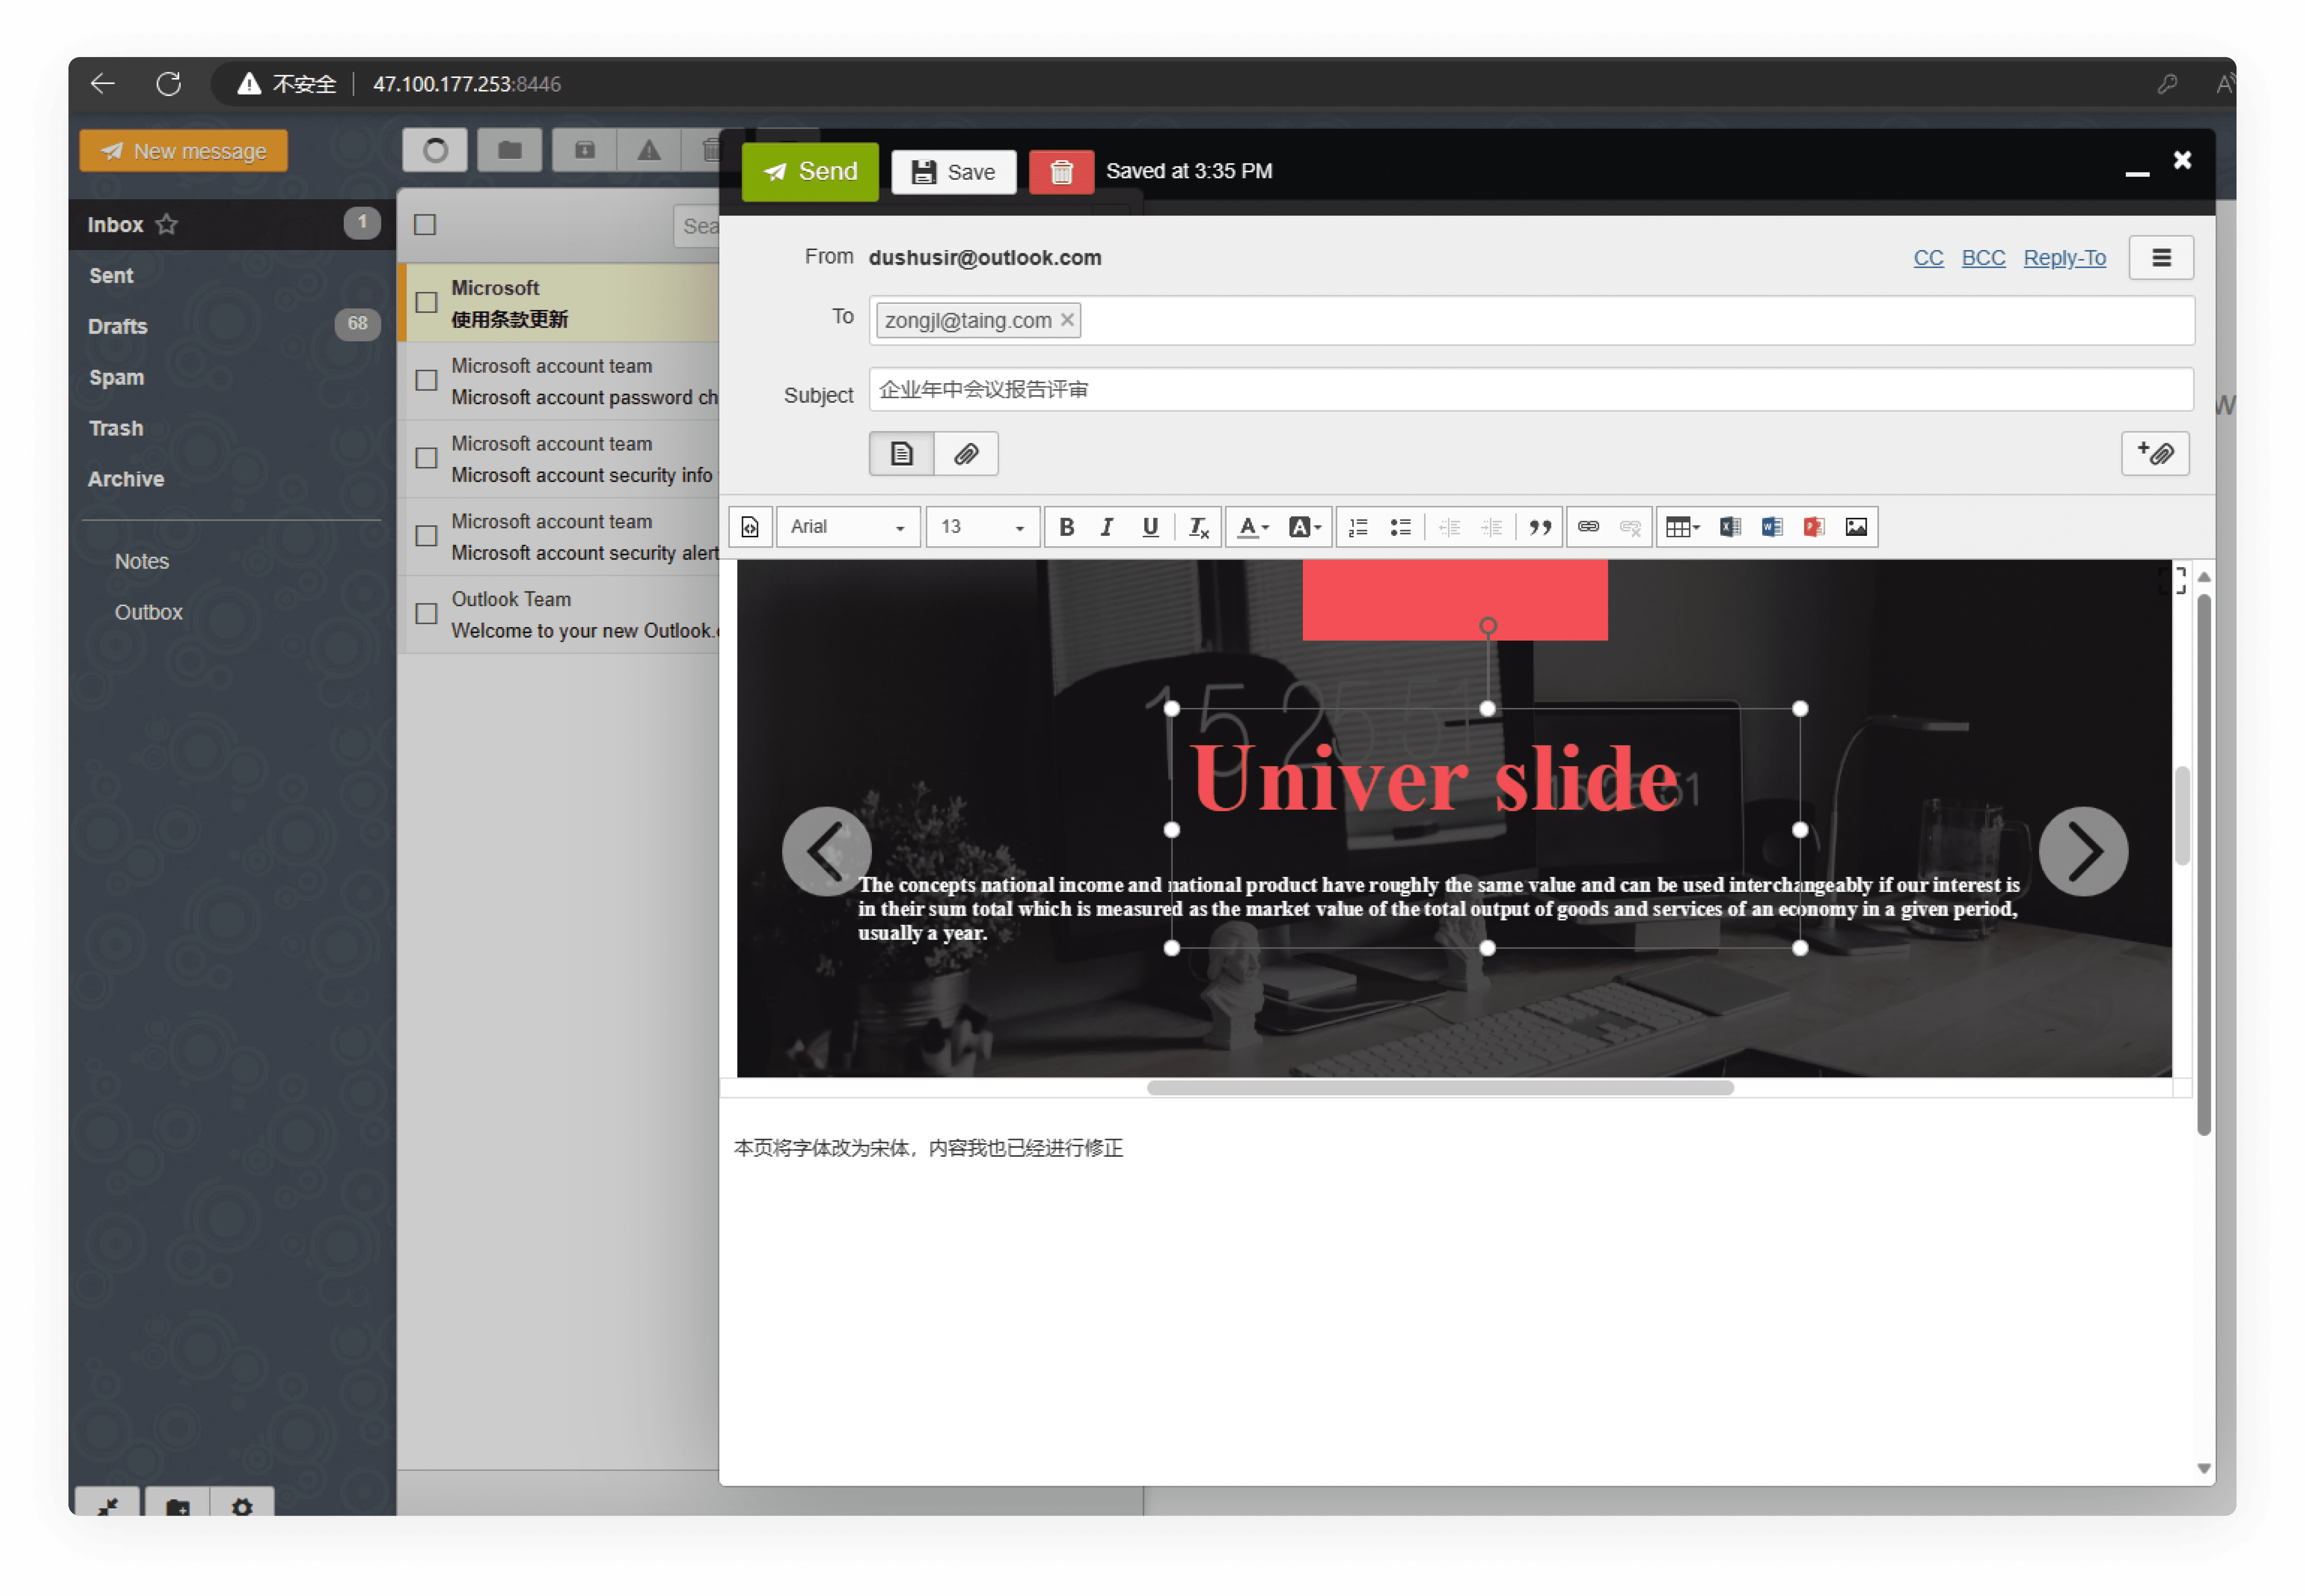 不安全
47.100.177.253:8446
New message
Inbox
1
Sent
Drafts
68
Spam
Trash
Archive
Notes
Outbox
Sea
Microsoft
使用条款更新
Microsoft account team
Microsoft account password ch
Microsoft account team
Microsoft account security info
Microsoft account team
Microsoft account security alert
Outlook Team
Welcome to your new Outlook.
Send
Save
Saved at 3:35 PM
From
dushusir@outlook.com
CC
BCC
Reply-To
To
zongjl@taing.com
Subject
企业年中会议报告评审
Arial
13
15 25 51
Univer slide
The concepts national income and national product have roughly the same value and can be used interchangeably if our interest is
in their sum total which is measured as the market value of the total output of goods and services of an economy in a given period,
usually a year.
本页将字体改为宋体，内容我也已经进行修正